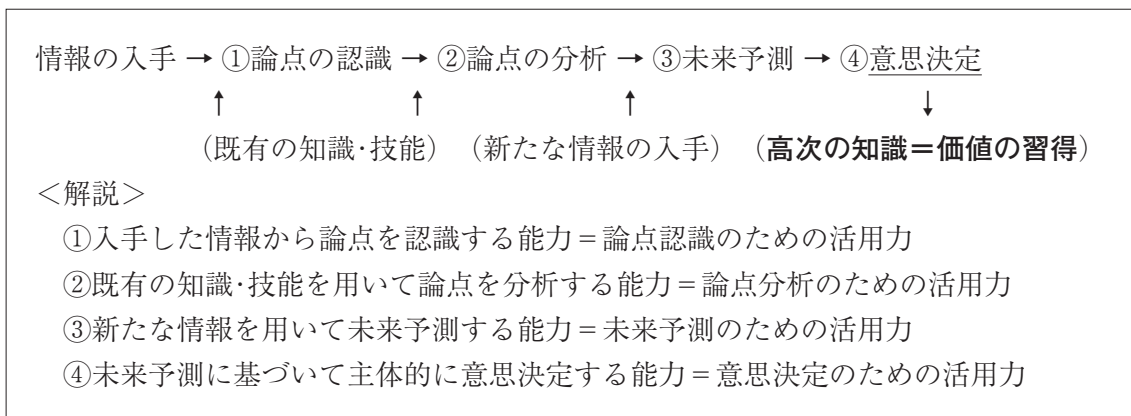 情報の入手 → ①論点の認識 → ②論点の分析 → ③未来予測 → ④意思決定
↑ ↑ ↑ ↓
（既有の知識･技能）（新たな情報の入手）（高次の知識＝価値の習得）
＜解説＞
①入手した情報から論点を認識する能力＝論点認識のための活用力
②既有の知識･技能を用いて論点を分析する能力＝論点分析のための活用力
③新たな情報を用いて未来予測する能力＝未来予測のための活用力
④未来予測に基づいて主体的に意思決定する能力＝意思決定のための活用力